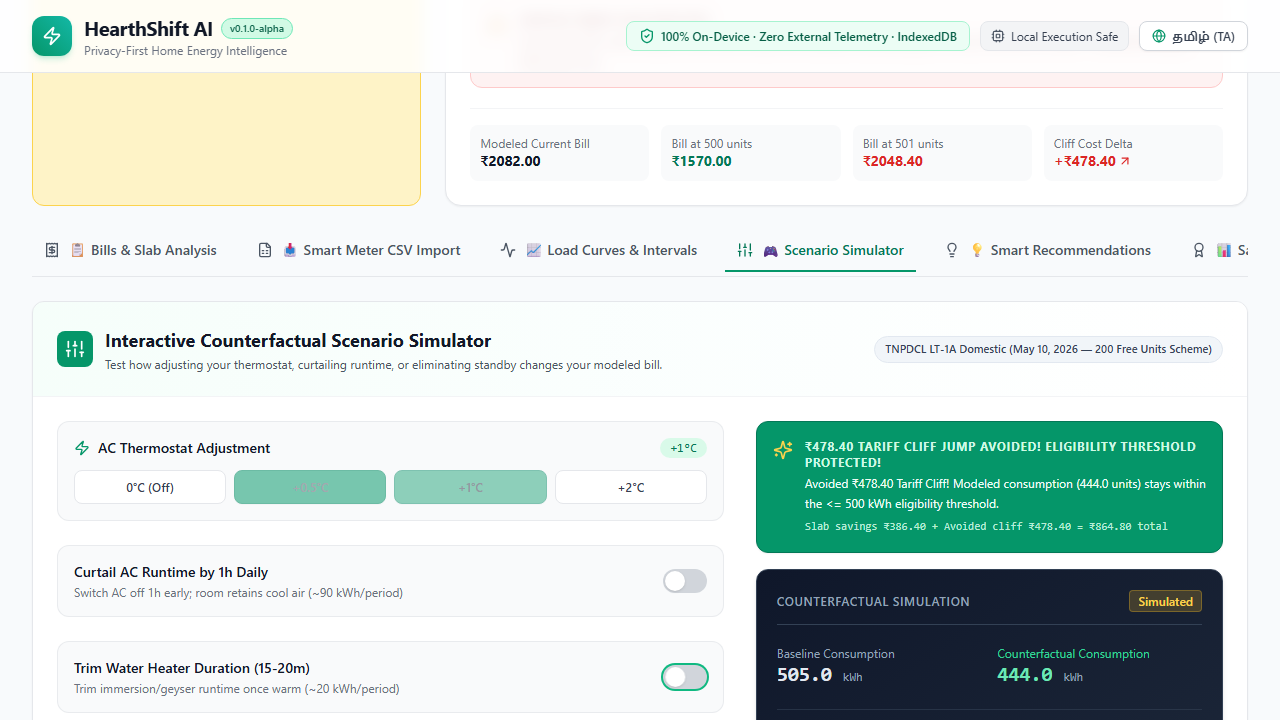 HearthShift AI
v0.1.0-alpha
Privacy-First Home Energy Intelligence
100% On-Device · Zero External Telemetry · IndexedDB
Local Execution Safe
தமிழ் (TA)
Modeled Current Bill
₹2082.00
Bill at 500 units
₹1570.00
Bill at 501 units
₹2048.40
Cliff Cost Delta
+₹478.40
Bills & Slab Analysis
Smart Meter CSV Import
Load Curves & Intervals
Scenario Simulator
Smart Recommendations
Interactive Counterfactual Scenario Simulator
Test how adjusting your thermostat, curtailing runtime, or eliminating standby changes your modeled bill.
TNPDCL LT-1A Domestic (May 10, 2026 — 200 Free Units Scheme)
AC Thermostat Adjustment
+1°C
0°C (Off)
+0.5°C
+1°C
+2°C
Curtail AC Runtime by 1h Daily
Switch AC off 1h early; room retains cool air (~90 kWh/period)
Trim Water Heater Duration (15-20m)
Trim immersion/geyser runtime once warm (~20 kWh/period)
₹478.40 TARIFF CLIFF JUMP AVOIDED! ELIGIBILITY THRESHOLD
PROTECTED!
Avoided ₹478.40 Tariff Cliff! Modeled consumption (444.0 units) stays within
the <= 500 kWh eligibility threshold.
Slab savings ₹386.40 + Avoided cliff ₹478.40 = ₹864.80 total
COUNTERFACTUAL SIMULATION
Simulated
Baseline Consumption
505.0 kWh
Counterfactual Consumption
444.0 kWh